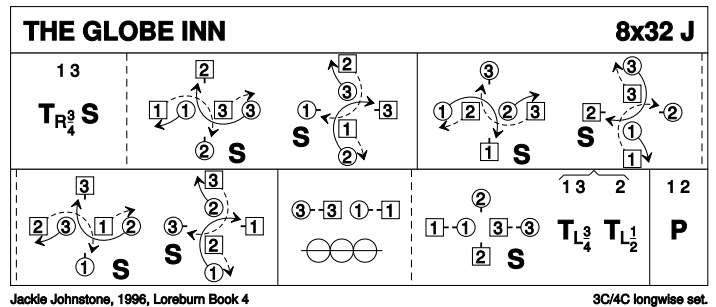 THE GLOBE INN 8x32 J
1 3
TR¾ S
2
1 1 3 3
2 S
2
3
1 3
S 1
2
3
1 2 2 3
1 S
3
3
2 2
S 1
1
3
2 3 1 2
1 S
3
2
3 1
S 2
1
3 3 1 1
2
1 1 3 3
2 S
1 3 2
TL¾ TL½
1 2
P
Jackie Johnstone, 1996, Loreburn Book 4 3C/4C longwise set.